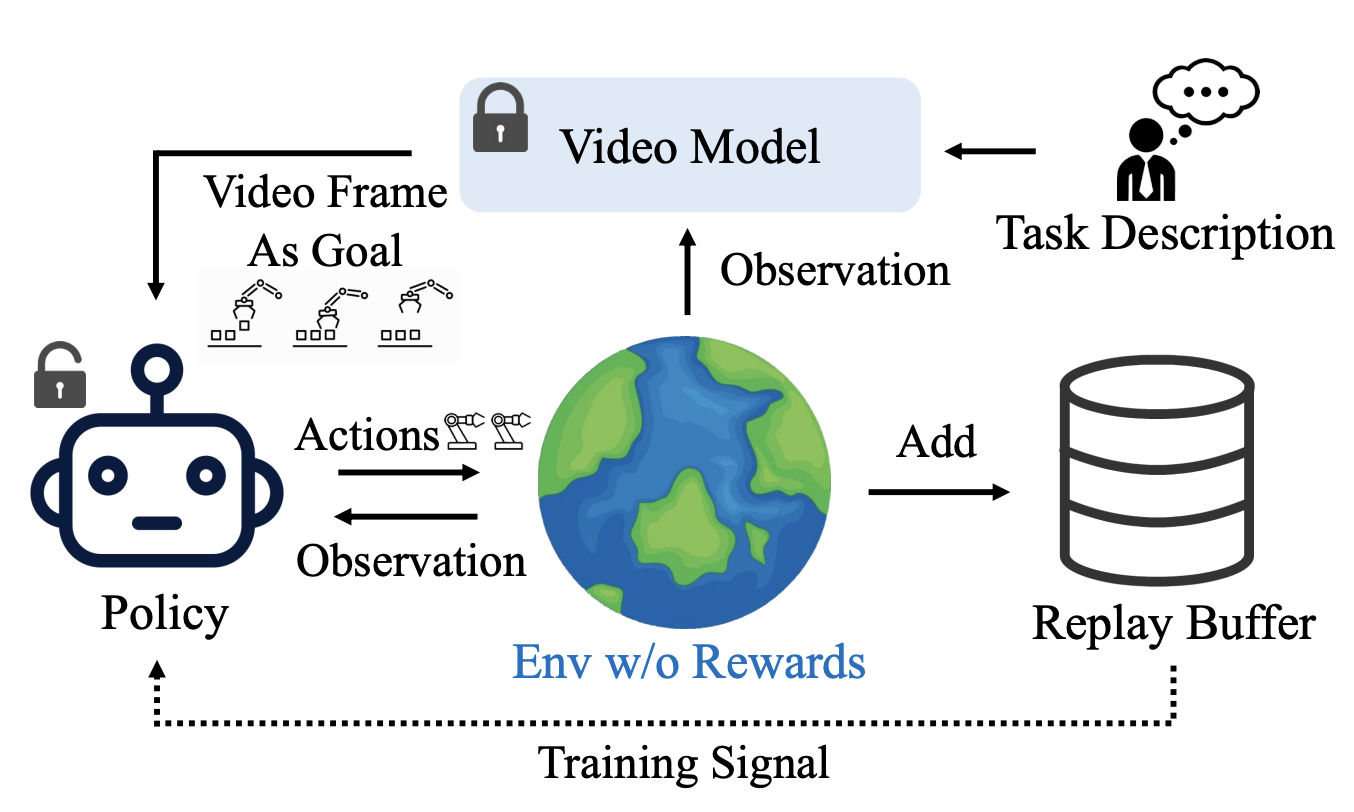 Video Model
Video Frame
As Goal
Task Description
Observation
Actions
Add
Observation
Policy
Replay Buffer
Env w/o Rewards
Training Signal